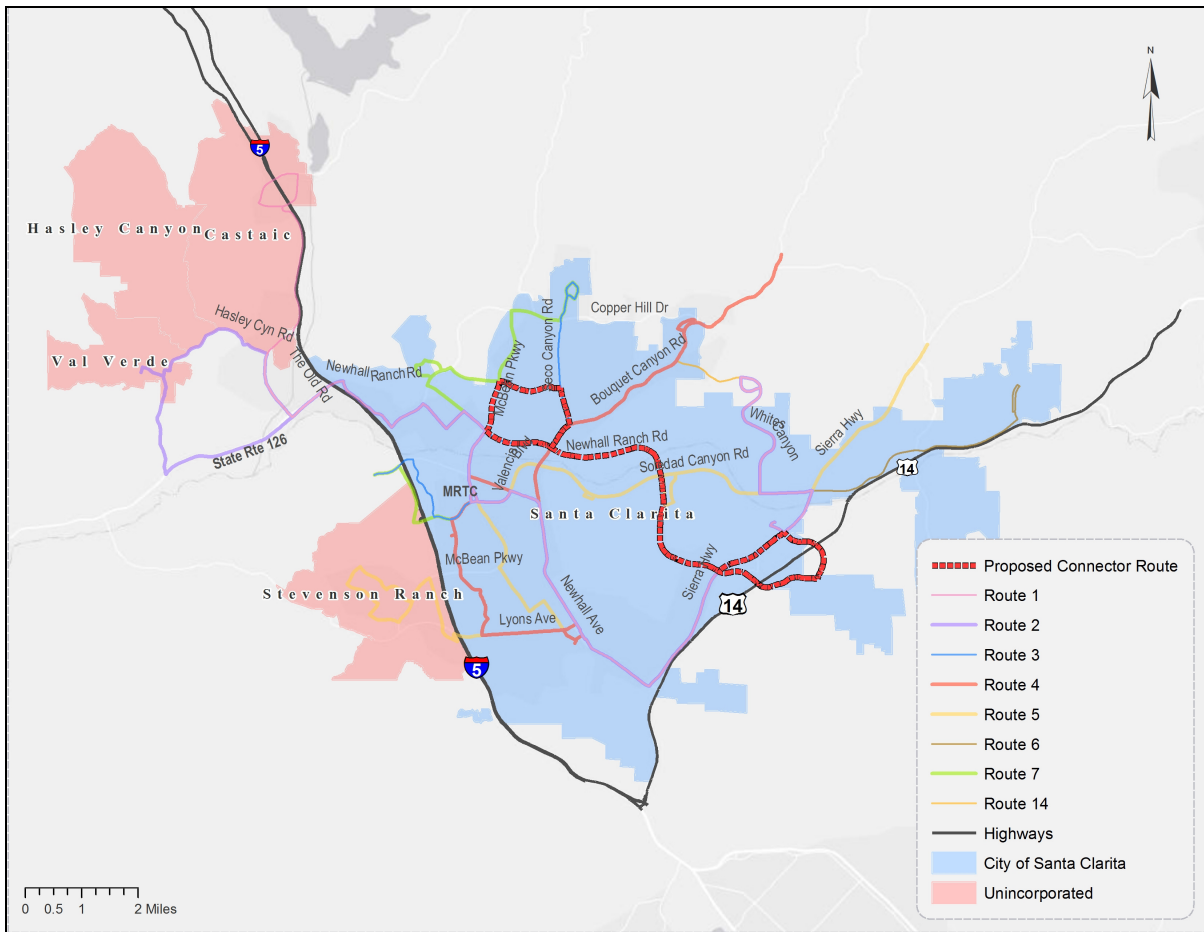 N
5
Hasley Canyon
Castaic
Copper Hill Dr
Hasley Cyn Rd
Val Verde
The Old Rd
Newhall
Ranch Rd
McBean Pkwy
eco Canyon Rd
Bouquet Canyon Rd
Whites
Canyon
Sierra Hwy
State Rte 126
Valencia
Newhall Ranch Rd
Soledad Canyon Rd
14
MRTC
Santa Clarita
McBean Pkwy
Sierra Hwy
Stevenson Ranch
Newhall Ave
14
Lyons Ave
5
Proposed Connector Route
Route 1
Route 2
Route 3
Route 4
Route 5
Route 6
Route 7
Route 14
Highways
City of Santa Clarita
Unincorporated
0 0.5 1 2 Miles